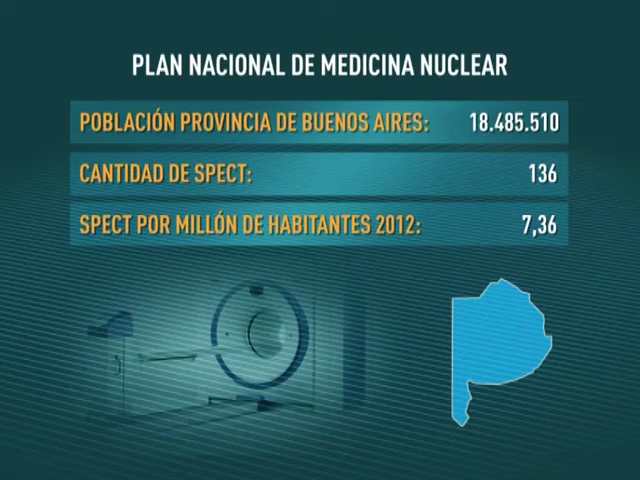 PLAN NACIONAL DE MEDICINA NUCLEAR
POBLACIÓN PROVINCIA DE BUENOS AIRES: 18.485.510
CANTIDAD DE SPECT: 136
SPECT POR MILLÓN DE HABITANTES 2012: 7,36